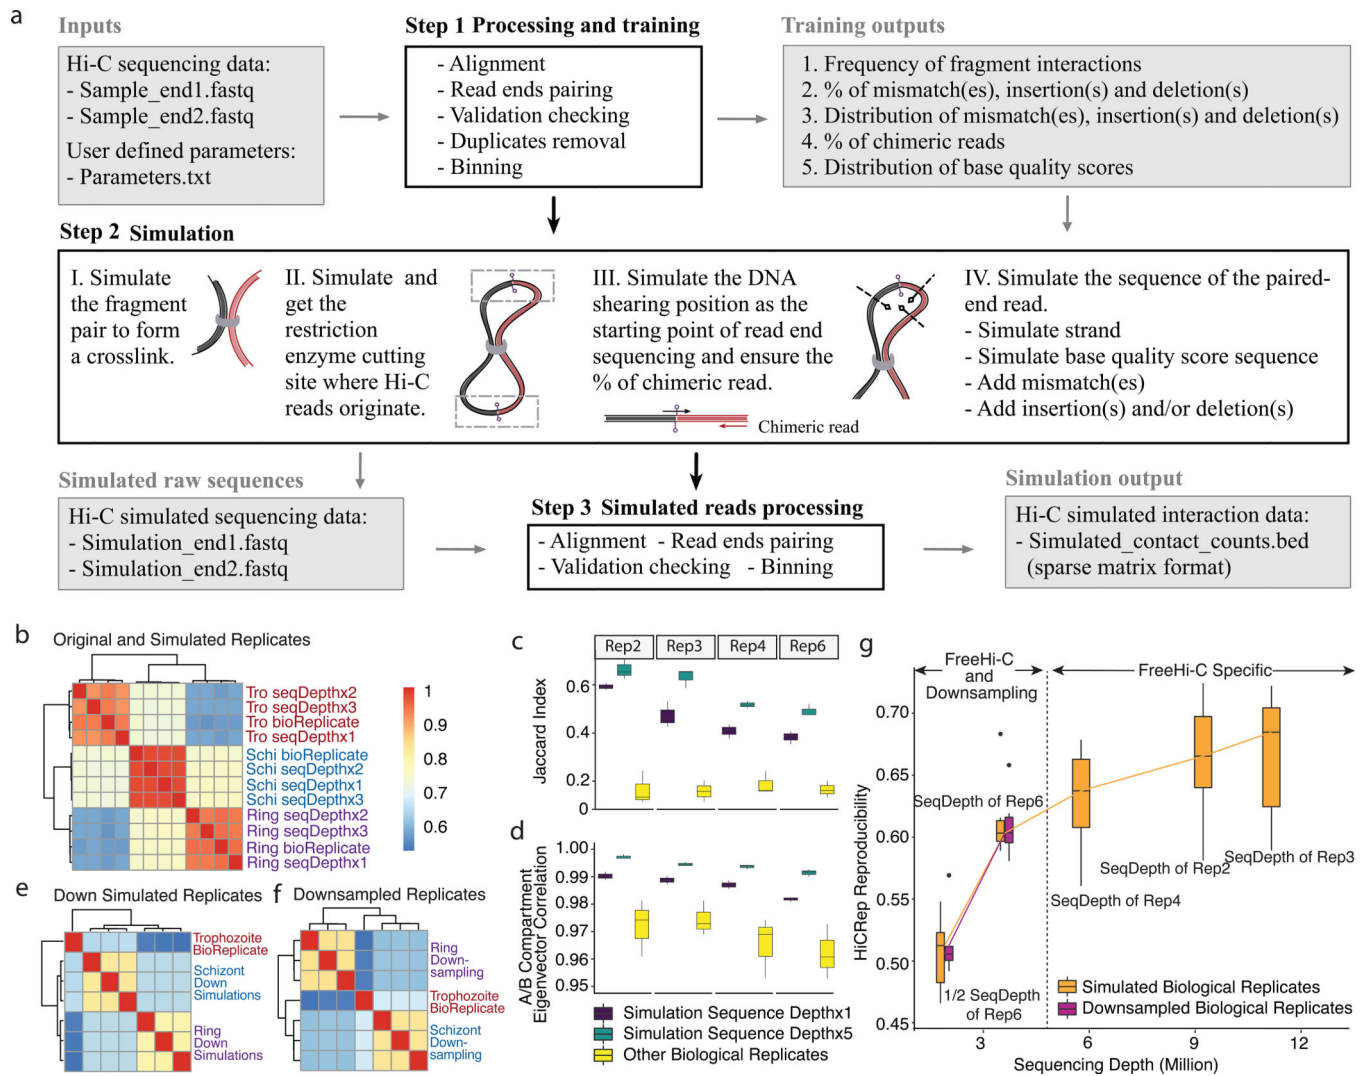 a
Inputs
Hi-C sequencing data:
- Sample_end1.fastq
- Sample_end2.fastq
User defined parameters:
- Parameters.txt
Step 1 Processing and training
- Alignment
- Read ends pairing
- Validation checking
- Duplicates removal
- Binning
Training outputs
1. Frequency of fragment interactions
2. % of mismatch(es), insertion(s) and deletion(s)
3. Distribution of mismatch(es), insertion(s) and deletion(s)
4. % of chimeric reads
5. Distribution of base quality scores
Step 2 Simulation
I. Simulate
the fragment
pair to form
a crosslink.
II. Simulate and
get the
restriction
enzyme cutting
site where Hi-C
reads originate.
III. Simulate the DNA
shearing position as the
starting point of read end
sequencing and ensure the
% of chimeric read.
Chimeric read
IV. Simulate the sequence of the paired-
end read.
- Simulate strand
- Simulate base quality score sequence
- Add mismatch(es)
- Add insertion(s) and/or deletion(s)
Simulated raw sequences
Hi-C simulated sequencing data:
- Simulation_end1.fastq
- Simulation_end2.fastq
Step 3 Simulated reads processing
- Alignment - Read ends pairing
- Validation checking - Binning
Simulation output
Hi-C simulated interaction data:
- Simulated_contact_counts.bed
(sparse matrix format)
b
Original and Simulated Replicates
Tro seqDepthx2
Tro seqDepthx3
Tro bioReplicate
Tro seqDepthx1
Schi bioReplicate
Schi seqDepthx2
Schi seqDepthx1
Schi seqDepthx3
Ring seqDepthx2
Ring seqDepthx3
Ring bioReplicate
Ring seqDepthx1
1
0.9
0.8
0.7
0.6
c
Rep2 Rep3 Rep4 Rep6
Jaccard Index
0.6
0.4
0.2
0
d
A/B Compartment
Eigenvector Correlation
1.00
0.99
0.98
0.97
0.96
0.95
Simulation Sequence Depthx1
Simulation Sequence Depthx5
Other Biological Replicates
e
Down Simulated Replicates
Trophozoite
BioReplicate
Schizont
Down
Simulations
Ring
Down
Simulations
f
Downsampled Replicates
Ring
Down-
sampling
Trophozoite
BioReplicate
Schizont
Down-
sampling
g
FreeHi-C
and
Downsampling
FreeHi-C Specific
HiCRep Reproducibility
0.70
0.65
0.60
0.55
0.50
0.45
SeqDepth of Rep6
1/2 SeqDepth
of Rep6
SeqDepth of Rep4
SeqDepth of Rep2
SeqDepth of Rep3
Simulated Biological Replicates
Downsampled Biological Replicates
3 6 9 12
Sequencing Depth (Million)